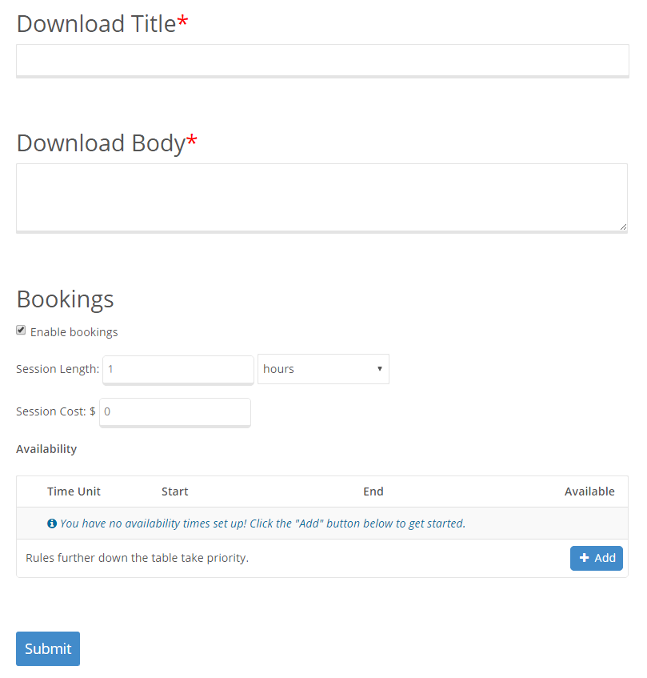 Download Title*
Download Body*
Bookings
Enable bookings
Session Length: 1 hours
Session Cost: $ 0
Availability
Time Unit Start End Available
You have no availability times set up! Click the "Add" button below to get started.
Rules further down the table take priority. + Add
Submit